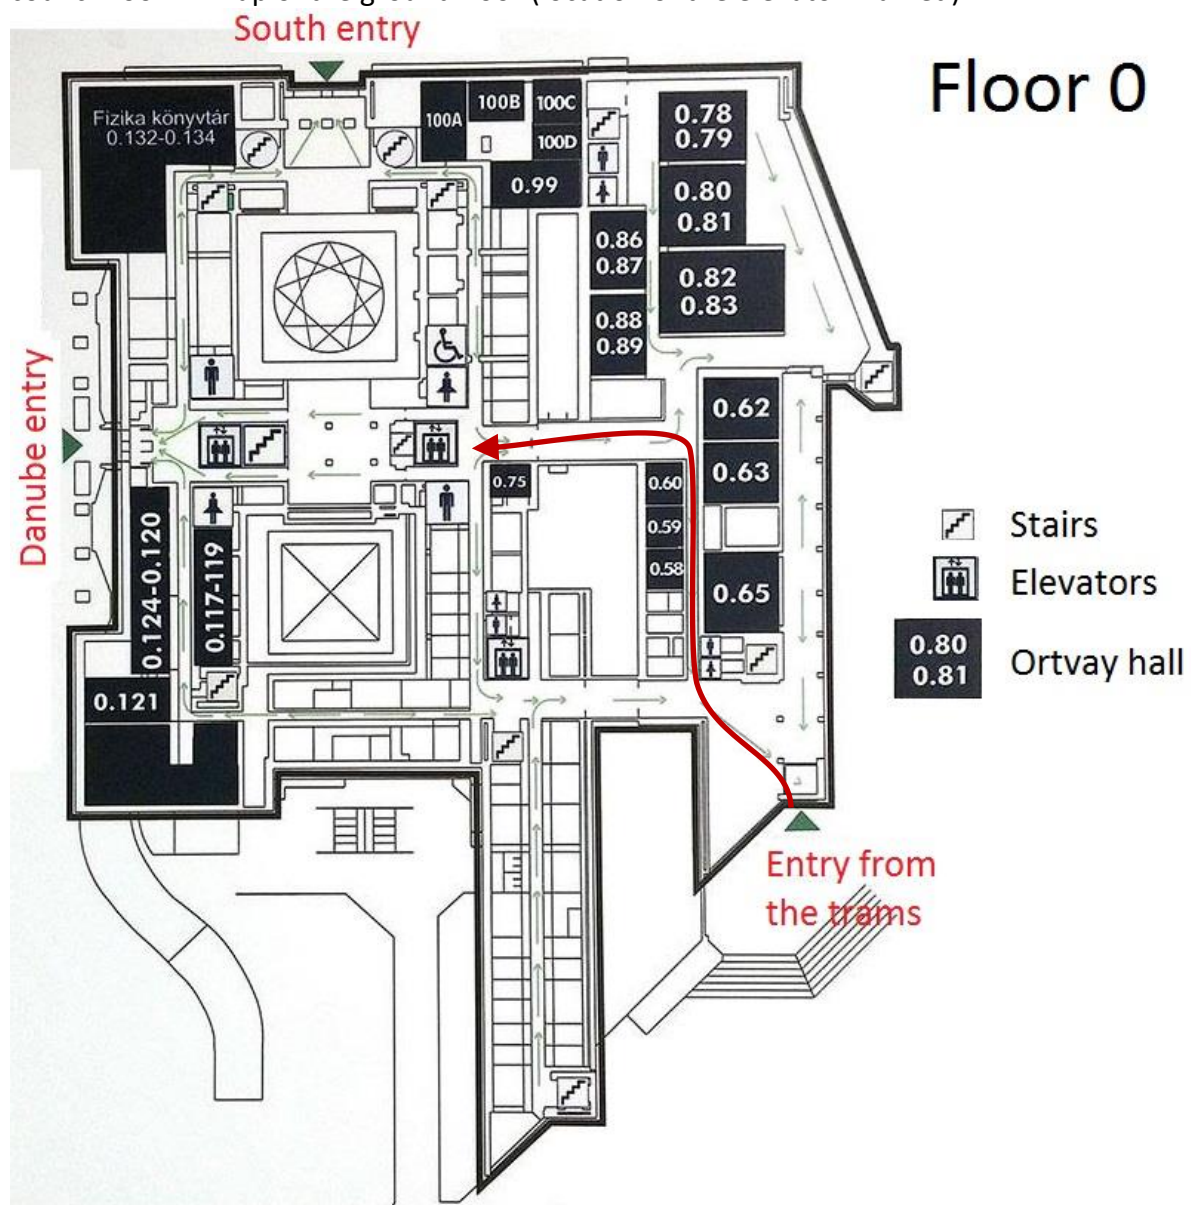 South entry
Floor 0
Fizika könyvtár
0.132-0.134
100A
100B
100C
100D
0.99
0.78
0.79
0.80
0.81
0.86
0.87
0.82
0.83
0.88
0.89
Danube entry
0.62
0.63
0.75
0.60
0.59
0.58
0.65
0.124-0.120
0.117-119
0.121
Stairs
Elevators
0.80
0.81
Ortvay hall
Entry from
the trams